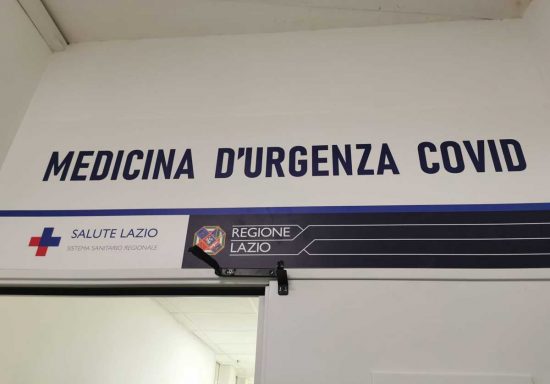 MEDICINA D'URGENZA COVID
SALUTE LAZIO
SISTEMA SANITARIO REGIONALE
REGIONE
LAZIO